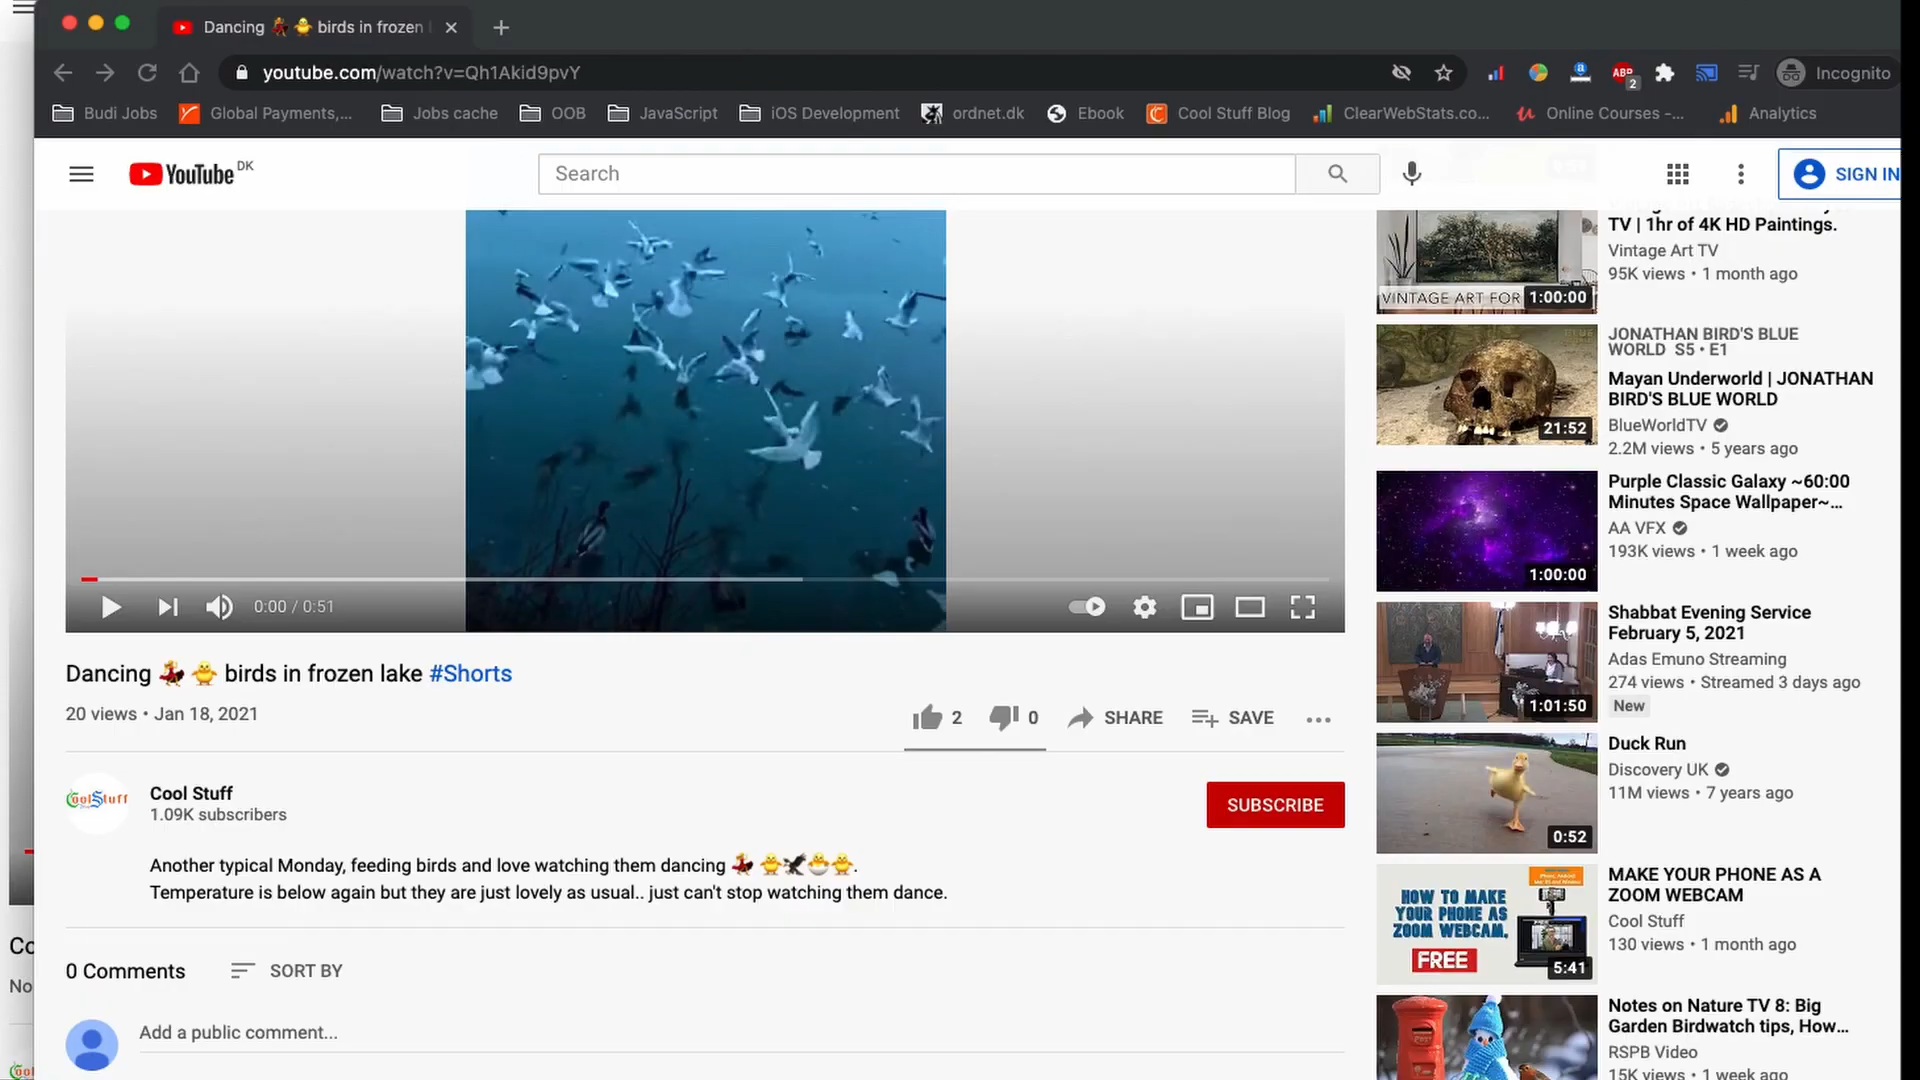 Dancing 💃 🐥 birds in frozen
youtube.com/watch?v=Qh1Akid9pvY
ABP
2
Incognito
Budi Jobs
Global Payments,...
Jobs cache
OOB
JavaScript
iOS Development
ordnet.dk
Ebook
Cool Stuff Blog
ClearWebStats.co...
Online Courses -...
Analytics
YouTube DK
Search
SIGN IN
0:00 / 0:51
Dancing 💃 🐥 birds in frozen lake #Shorts
20 views • Jan 18, 2021
2
0
SHARE
SAVE
CoolStuff
Cool Stuff
1.09K subscribers
SUBSCRIBE
Another typical Monday, feeding birds and love watching them dancing 💃 🐥🦅🐣🐥.
Temperature is below again but they are just lovely as usual.. just can't stop watching them dance.
0 Comments
SORT BY
Add a public comment...
VINTAGE ART FOR
1:00:00
TV | 1hr of 4K HD Paintings.
Vintage Art TV
95K views • 1 month ago
21:52
JONATHAN BIRD'S BLUE
WORLD S5 • E1
Mayan Underworld | JONATHAN
BIRD'S BLUE WORLD
BlueWorldTV
2.2M views • 5 years ago
1:00:00
Purple Classic Galaxy ~60:00
Minutes Space Wallpaper~...
AA VFX
193K views • 1 week ago
1:01:50
Shabbat Evening Service
February 5, 2021
Adas Emuno Streaming
274 views • Streamed 3 days ago
New
0:52
Duck Run
Discovery UK
11M views • 7 years ago
HOW TO MAKE
YOUR PHONE AS
ZOOM WEBCAM.
FREE
5:41
MAKE YOUR PHONE AS A
ZOOM WEBCAM
Cool Stuff
130 views • 1 month ago
Notes on Nature TV 8: Big
Garden Birdwatch tips, How...
RSPB Video
15K views • 1 week ago
Co
No